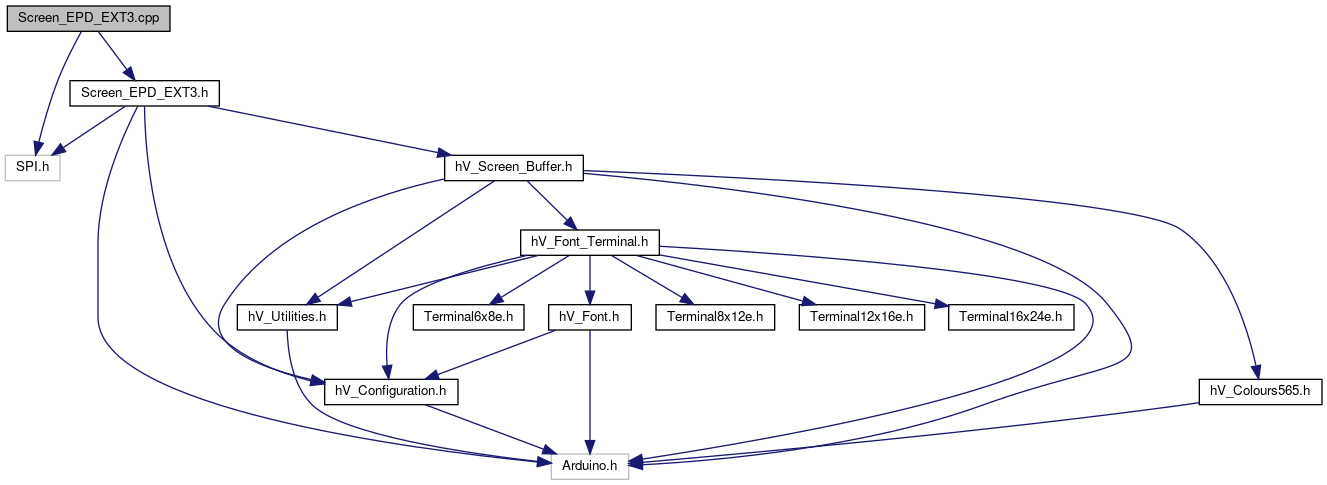 Screen_EPD_EXT3.cpp
Screen_EPD_EXT3.h
SPI.h
hV_Screen_Buffer.h
hV_Font_Terminal.h
hV_Utilities.h
Terminal6x8e.h
hV_Font.h
Terminal8x12e.h
Terminal12x16e.h
Terminal16x24e.h
hV_Configuration.h
hV_Colours565.h
Arduino.h